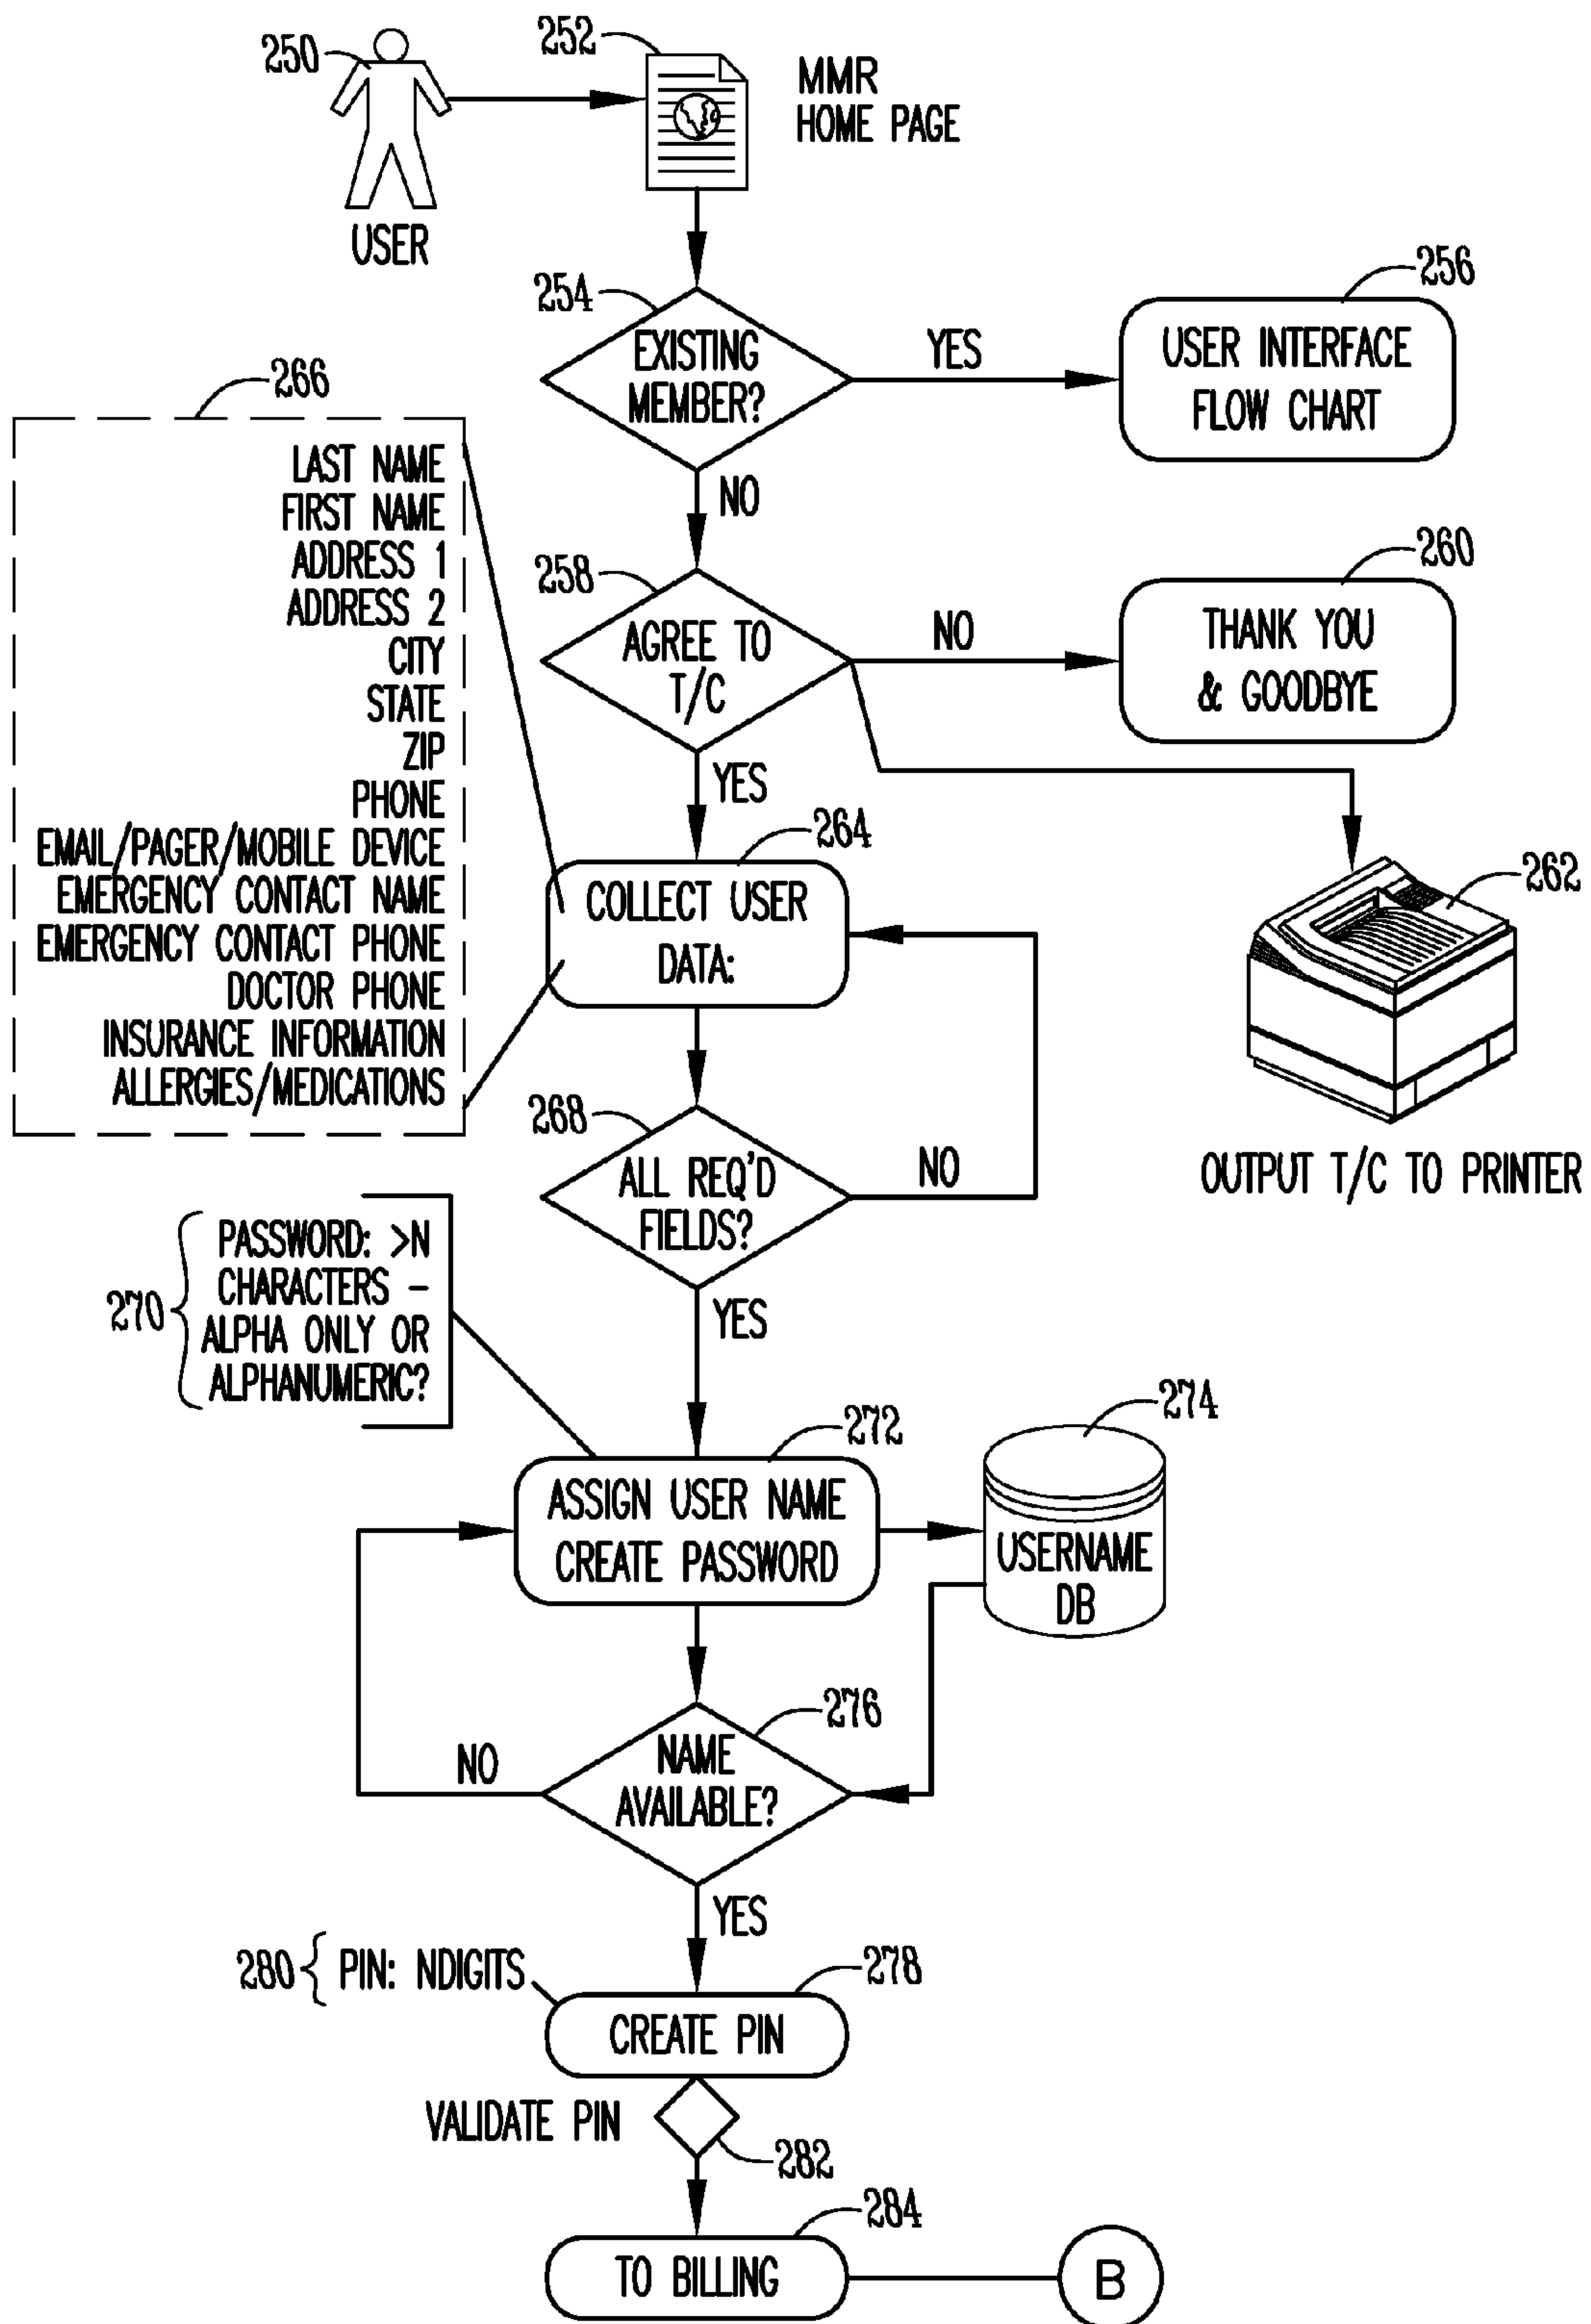 250
252
MMR
HOME PAGE
USER
254
EXISTING
MEMBER?
YES
256
USER INTERFACE
FLOW CHART
NO
266
LAST NAME
FIRST NAME
ADDRESS 1
ADDRESS 2
CITY
STATE
ZIP
PHONE
EMAIL/PAGER/MOBILE DEVICE
EMERGENCY CONTACT NAME
EMERGENCY CONTACT PHONE
DOCTOR PHONE
INSURANCE INFORMATION
ALLERGIES/MEDICATIONS
258
AGREE TO
T/C
NO
260
THANK YOU
& GOODBYE
YES
262
OUTPUT T/C TO PRINTER
264
COLLECT USER
DATA:
268
ALL REQ'D
FIELDS?
NO
YES
270
PASSWORD: >N
CHARACTERS –
ALPHA ONLY OR
ALPHANUMERIC?
272
ASSIGN USER NAME
CREATE PASSWORD
274
USERNAME
DB
276
NAME
AVAILABLE?
NO
YES
280
PIN: NDIGITS
278
CREATE PIN
VALIDATE PIN
282
284
TO BILLING
B